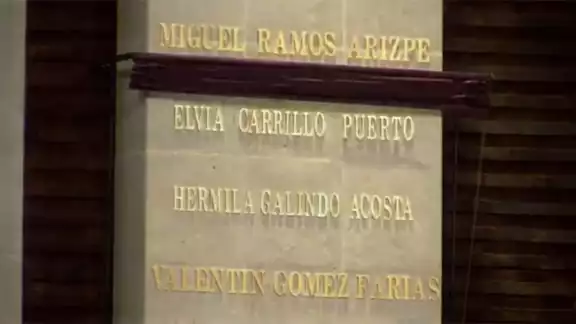 MIGUEL RAMOS ARIZPE
ELVIA CARRILLO PUERTO
HERMILA GALINDO ACOSTA
VALENTIN GOMEZ FARIAS